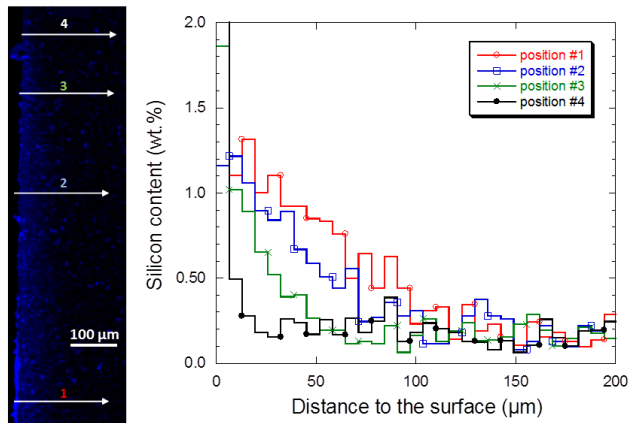 4
3
2
100 μm
1
Silicon content (wt.%)
2.0
1.5
1.0
0.50
0.0
position #1
position #2
position #3
position #4
0
50
100
150
200
Distance to the surface (μm)